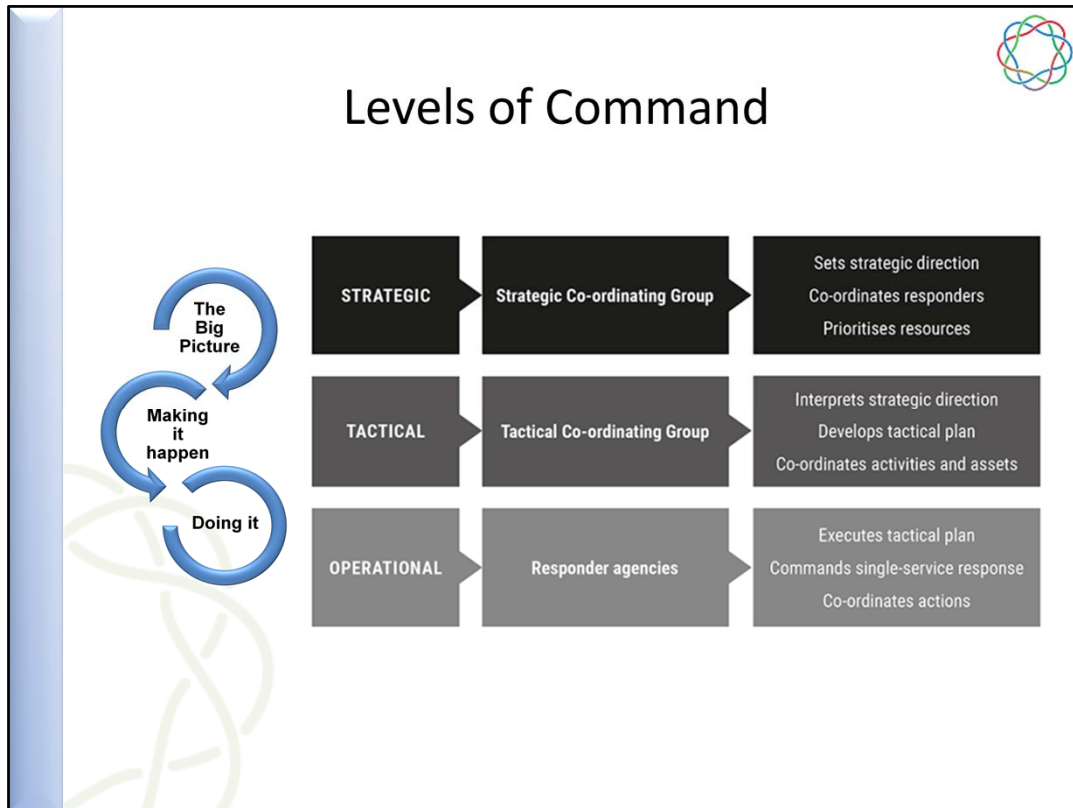 Levels of Command
The
Big
Picture
Making
it
happen
Doing it
STRATEGIC
Strategic Co-ordinating Group
Sets strategic direction
Co-ordinates responders
Prioritises resources
TACTICAL
Tactical Co-ordinating Group
Interprets strategic direction
Develops tactical plan
Co-ordinates activities and assets
OPERATIONAL
Responder agencies
Executes tactical plan
Commands single-service response
Co-ordinates actions